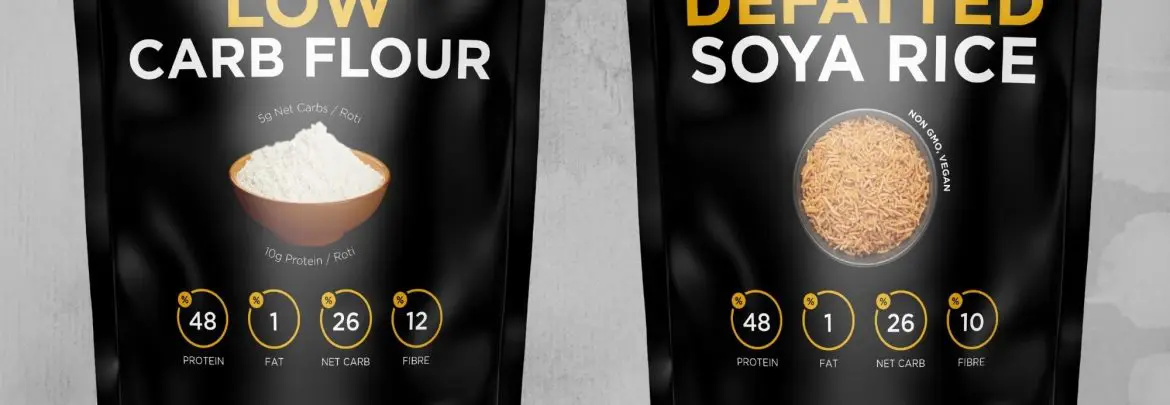 LOW
CARB FLOUR
5g Net Carbs / Roti
10g Protein / Roti
% 48 % 1 % 26 % 12
PROTEIN FAT NET CARB FIBRE
DEFATTED
SOYA RICE
NON GMO, VEGAN
% 48 % 1 % 26 % 10
PROTEIN FAT NET CARB FIBRE